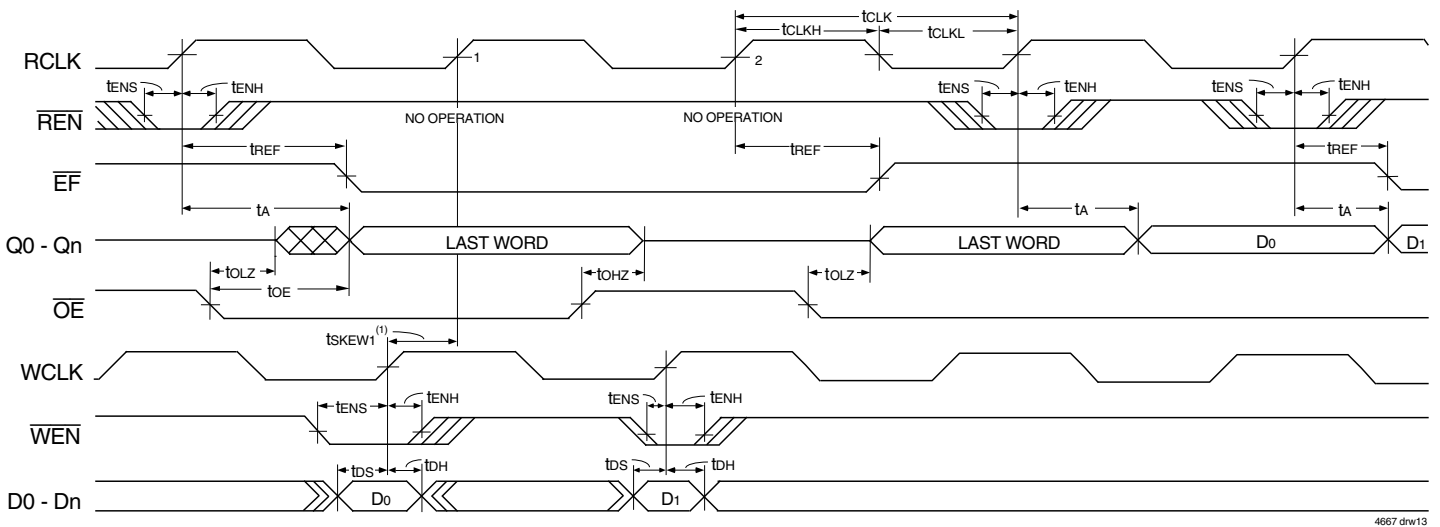 tCLK
tCLKH tCLKL
RCLK 1 2
tENS tENH tENS tENH tENS tENH
REN NO OPERATION NO OPERATION
tREF tREF tREF
EF
tA tA tA
Q0 - Qn LAST WORD LAST WORD D0 D1
tOLZ tOHZ tOLZ
tOE
OE
tSKEW1(1)
WCLK
tENS tENH tENS tENH
WEN
tDS tDH tDS tDH
D0 - Dn D0 D1
4667 drw13